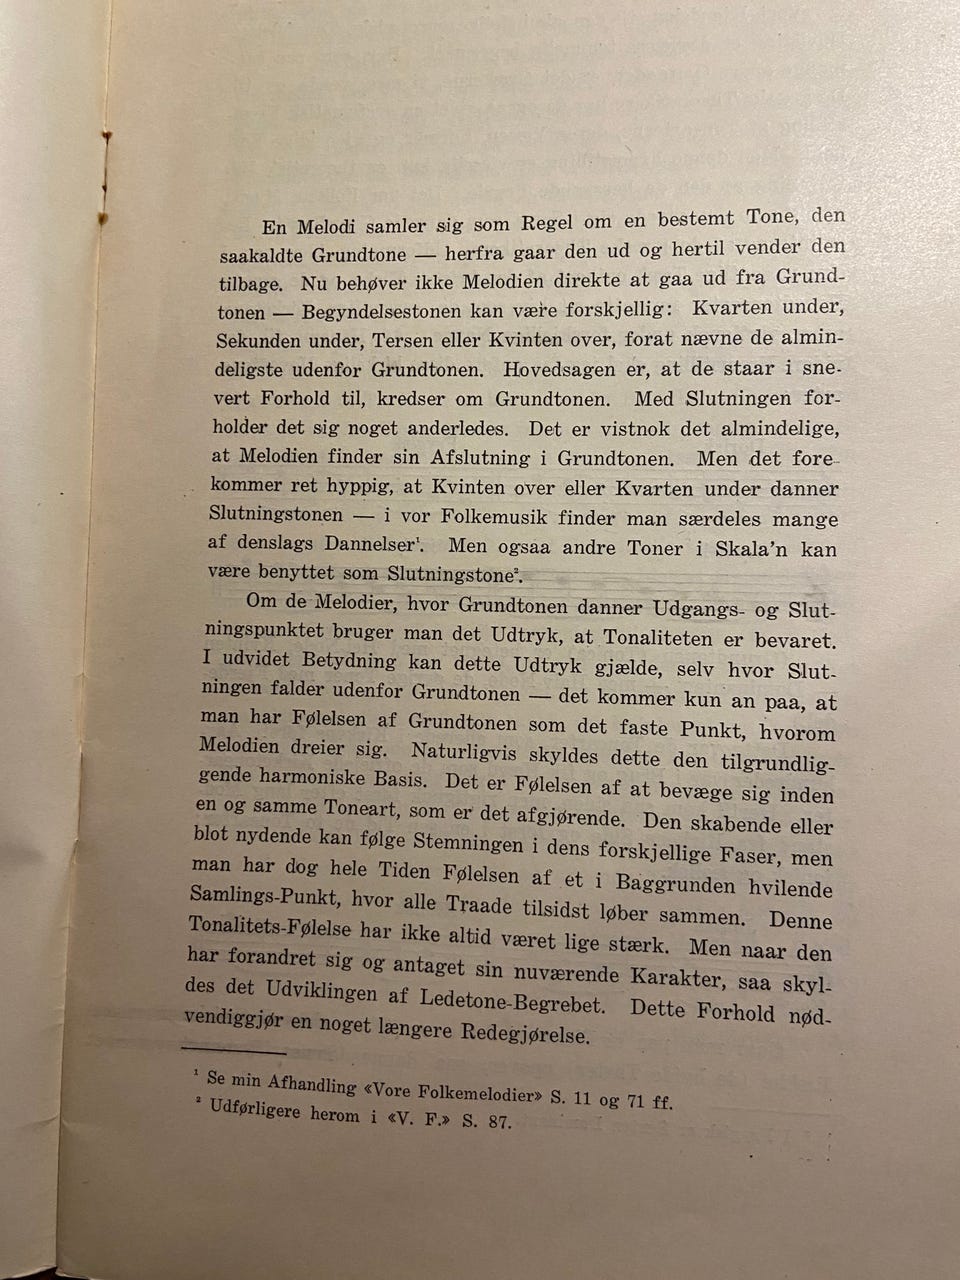 En Melodi samler sig som Regel om en bestemt Tone, den
saakaldte Grundtone — herfra gaar den ud og hertil vender den
tilbage. Nu behøver ikke Melodien direkte at gaa ud fra Grund-
tonen — Begyndelsestonen kan være forskjellig: Kvarten under,
Sekunden under, Tersen eller Kvinten over, forat nævne de almin-
deligste udenfor Grundtonen. Hovedsagen er, at de staar i sne-
vert Forhold til, kredser om Grundtonen. Med Slutningen for-
holder det sig noget anderledes. Det er vistnok det almindelige,
at Melodien finder sin Afslutning i Grundtonen. Men det fore-
kommer ret hyppig, at Kvinten over eller Kvarten under danner
Slutningstonen — i vor Folkemusik finder man særdeles mange
af denslags Dannelser¹. Men ogsaa andre Toner i Skala'n kan
være benyttet som Slutningstone².
Om de Melodier, hvor Grundtonen danner Udgangs- og Slut-
ningspunktet bruger man det Udtryk, at Tonaliteten er bevaret.
I udvidet Betydning kan dette Udtryk gjælde, selv hvor Slut-
ningen falder udenfor Grundtonen — det kommer kun an paa, at
man har Følelsen af Grundtonen som det faste Punkt, hvorom
Melodien dreier sig. Naturligvis skyldes dette den tilgrundlig-
gende harmoniske Basis. Det er Følelsen af at bevæge sig inden
en og samme Toneart, som er det afgjørende. Den skabende eller
blot nydende kan følge Stemningen i dens forskjellige Faser, men
man har dog hele Tiden Følelsen af et i Baggrunden hvilende
Samlings-Punkt, hvor alle Traade tilsidst løber sammen. Denne
Tonalitets-Følelse har ikke altid været lige stærk. Men naar den
har forandret sig og antaget sin nuværende Karakter, saa skyl-
des det Udviklingen af Ledetone-Begrebet. Dette Forhold nød-
vendiggjør en noget længere Redegjørelse.
¹ Se min Afhandling «Vore Folkemelodier» S. 11 og 71 ff.
² Udførligere herom i «V. F.» S. 87.